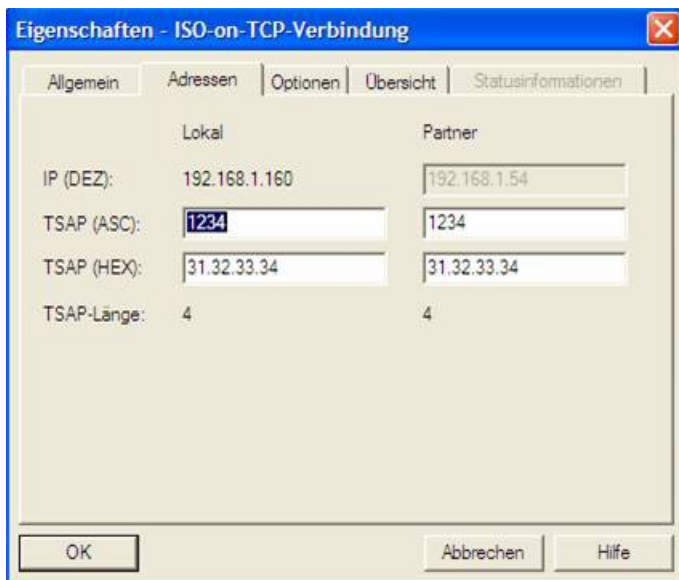 Eigenschaften - ISO-on-TCP-Verbindung
Allgemein Adressen Optionen Übersicht Statusinformationen
Lokal Partner
IP (DEZ): 192.168.1.160 192.168.1.54
TSAP (ASC): 1234 1234
TSAP (HEX): 31.32.33.34 31.32.33.34
TSAP-Länge: 4 4
OK Abbrechen Hilfe